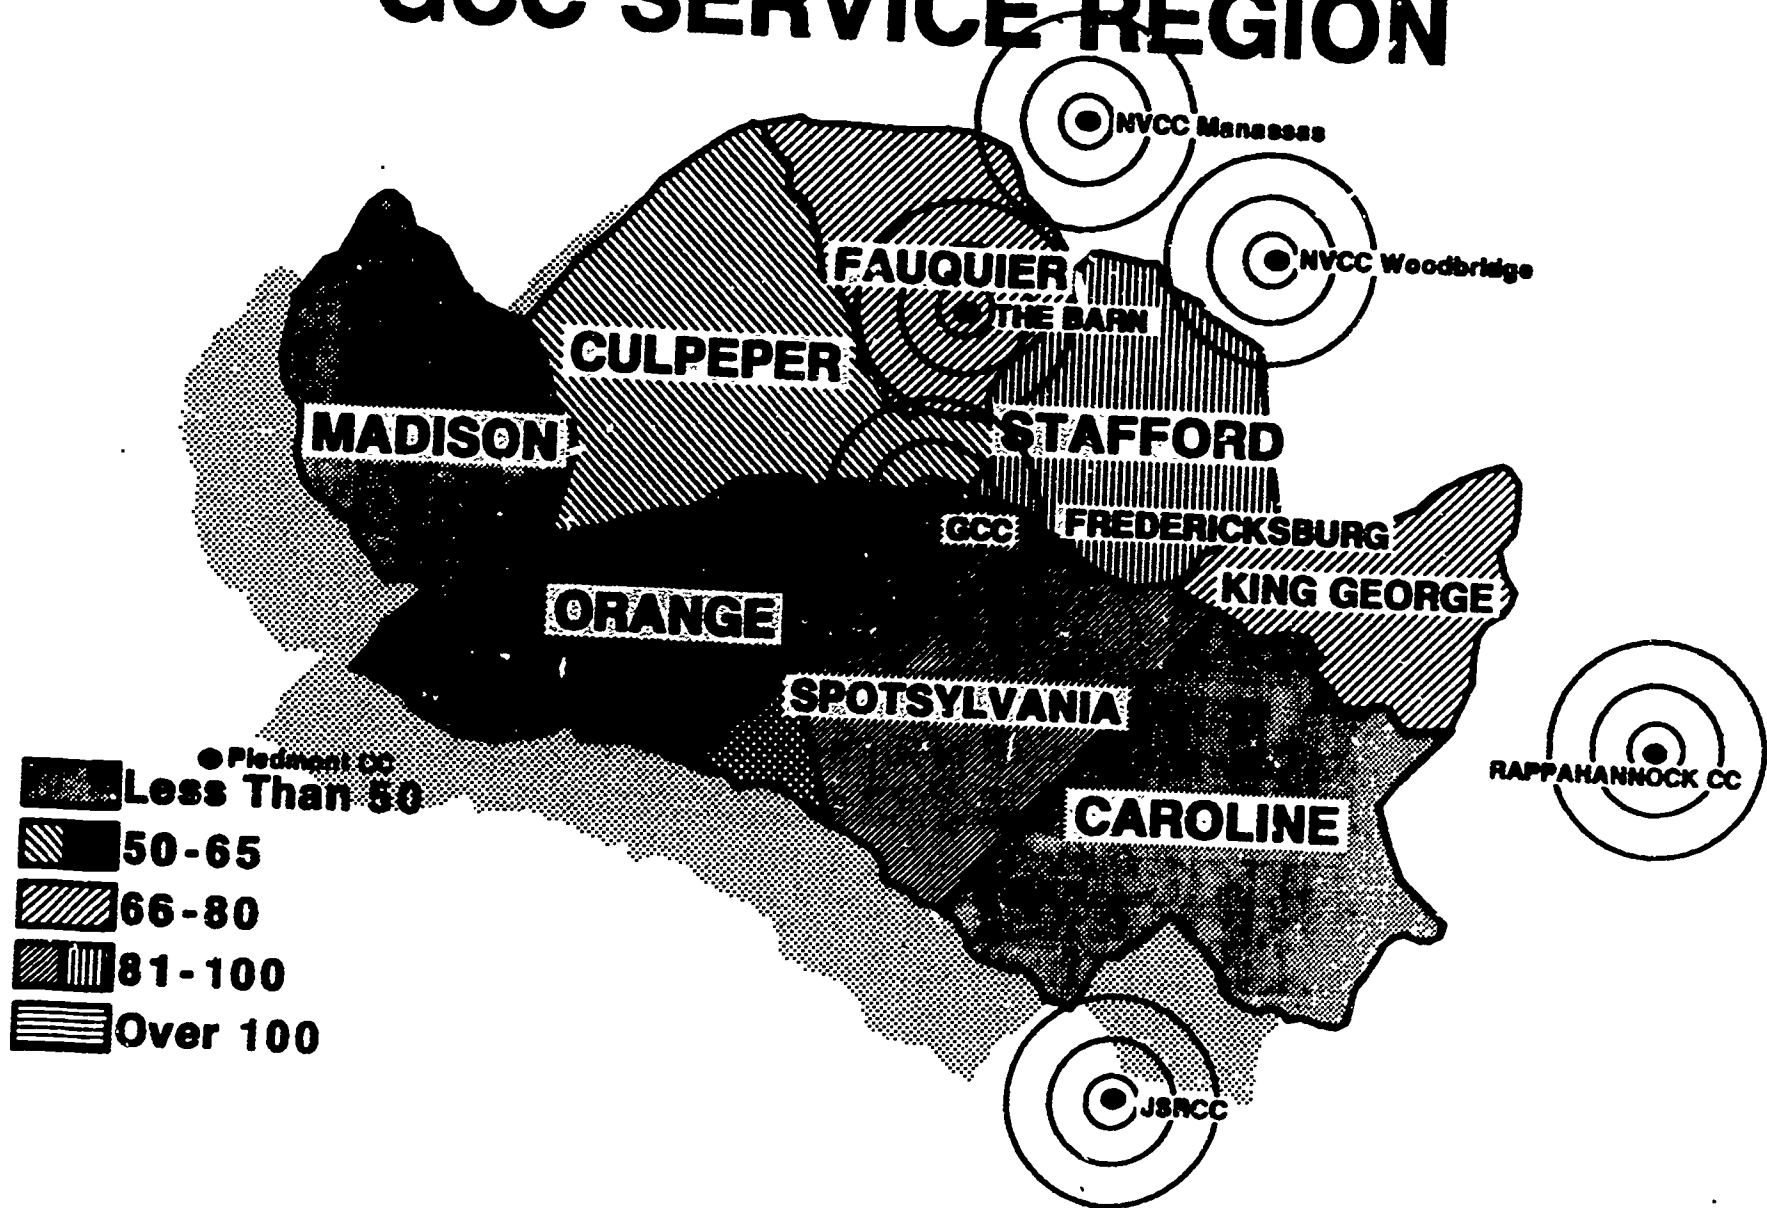 GCC SERVICE REGION
NVCC Manassas
NVCC Woodbridge
FAUQUIER
THE BARN
CULPEPER
MADISON
STAFFORD
GCC
FREDERICKSBURG
KING GEORGE
ORANGE
SPOTSYLVANIA
RAPPAHANNOCK CC
Piedmont CC
Less Than 50
CAROLINE
50-65
66-80
81-100
Over 100
JSRCC